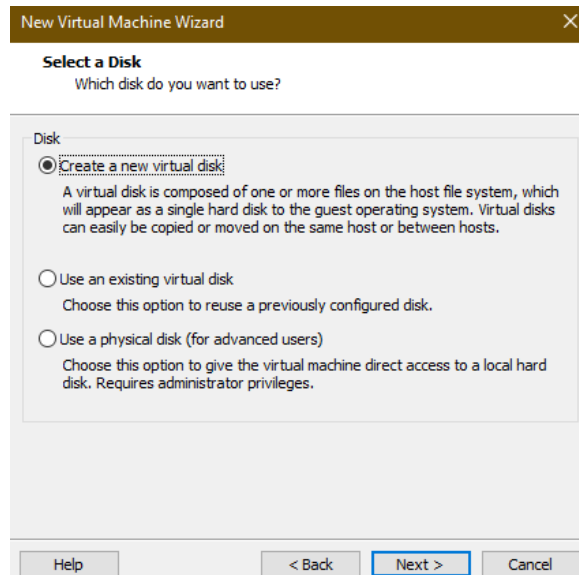 New Virtual Machine Wizard
Select a Disk
Which disk do you want to use?
Disk
Create a new virtual disk
A virtual disk is composed of one or more files on the host file system, which
will appear as a single hard disk to the guest operating system. Virtual disks
can easily be copied or moved on the same host or between hosts.
Use an existing virtual disk
Choose this option to reuse a previously configured disk.
Use a physical disk (for advanced users)
Choose this option to give the virtual machine direct access to a local hard
disk. Requires administrator privileges.
Help
< Back
Next >
Cancel